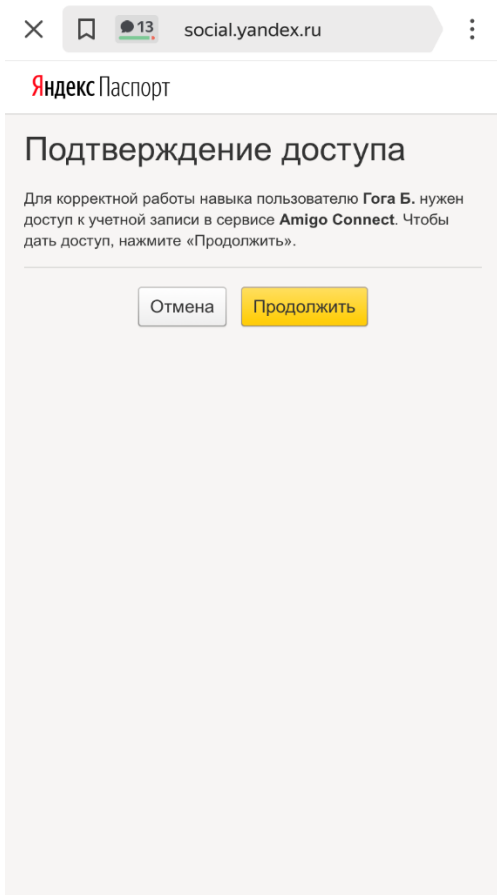 13 social.yandex.ru
Яндекс Паспорт
Подтверждение доступа
Для корректной работы навыка пользователю Гога Б. нужен
доступ к учетной записи в сервисе Amigo Connect. Чтобы
дать доступ, нажмите «Продолжить».
Отмена Продолжить